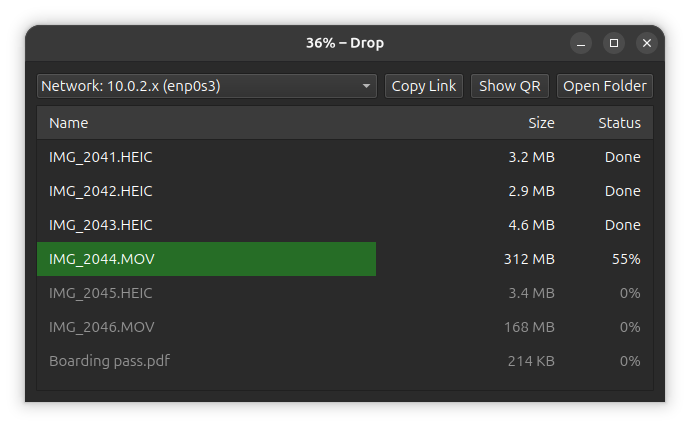 36% – Drop
Network: 10.0.2.x (enp0s3) Copy Link Show QR Open Folder
Name Size Status
IMG_2041.HEIC 3.2 MB Done
IMG_2042.HEIC 2.9 MB Done
IMG_2043.HEIC 4.6 MB Done
IMG_2044.MOV 312 MB 55%
IMG_2045.HEIC 3.4 MB 0%
IMG_2046.MOV 168 MB 0%
Boarding pass.pdf 214 KB 0%